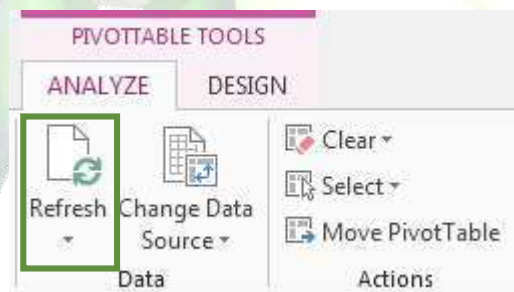 PIVOTTABLE TOOLS
ANALYZE DESIGN
Refresh
Change Data
Source
Clear
Select
Move PivotTable
Data
Actions